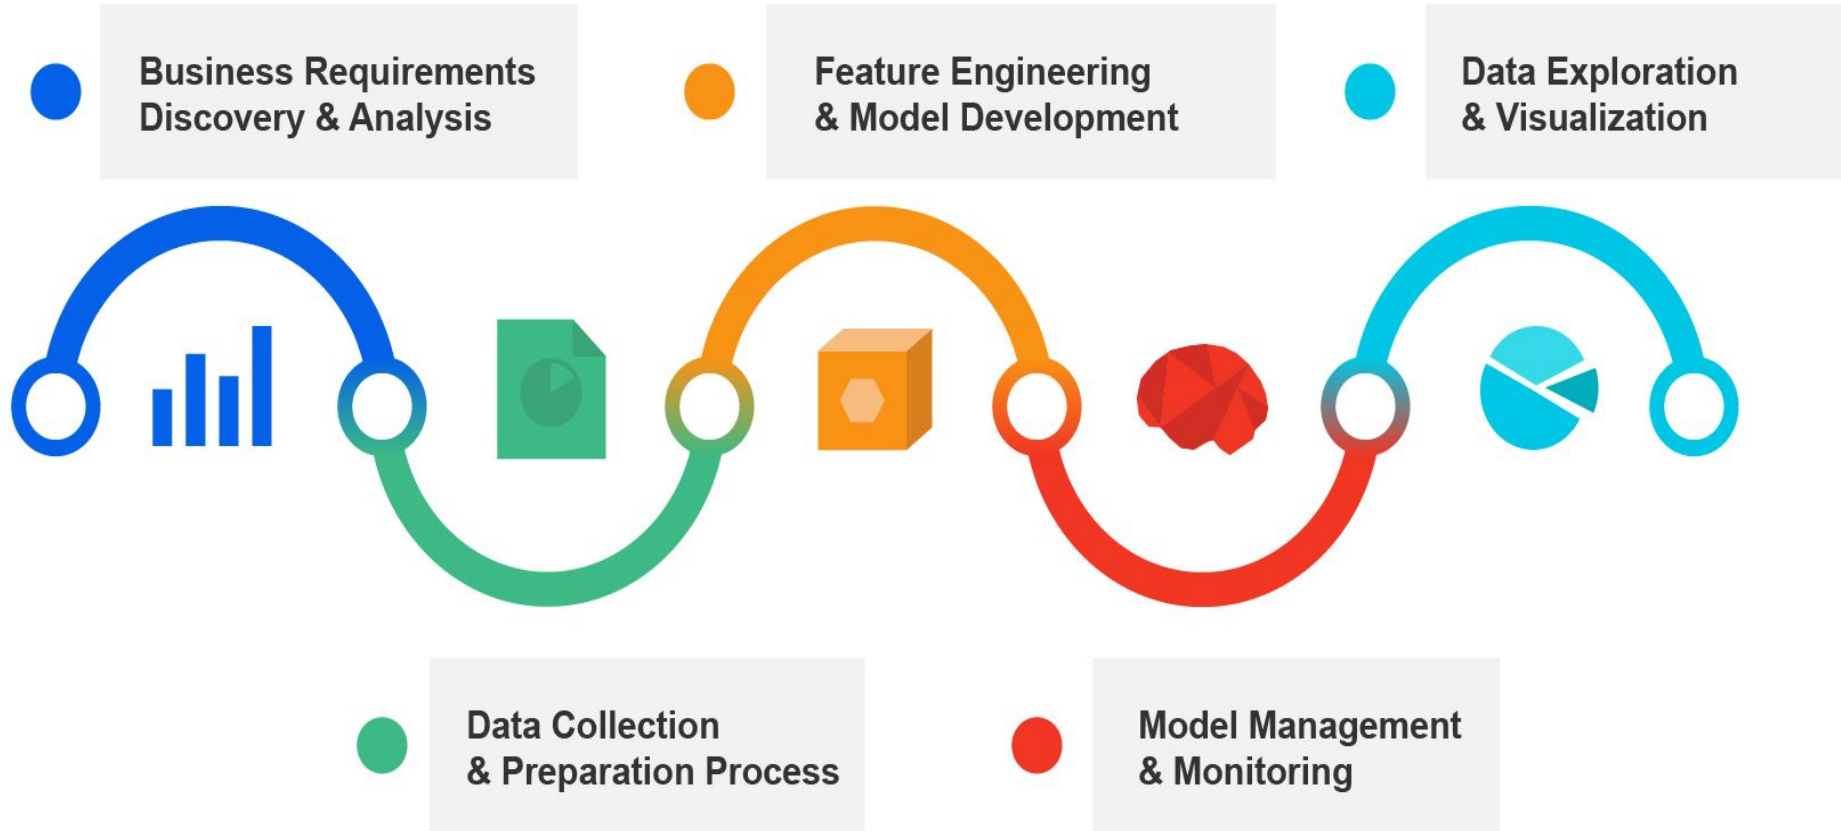 Business Requirements
Discovery & Analysis
Feature Engineering
& Model Development
Data Exploration
& Visualization
Data Collection
& Preparation Process
Model Management
& Monitoring